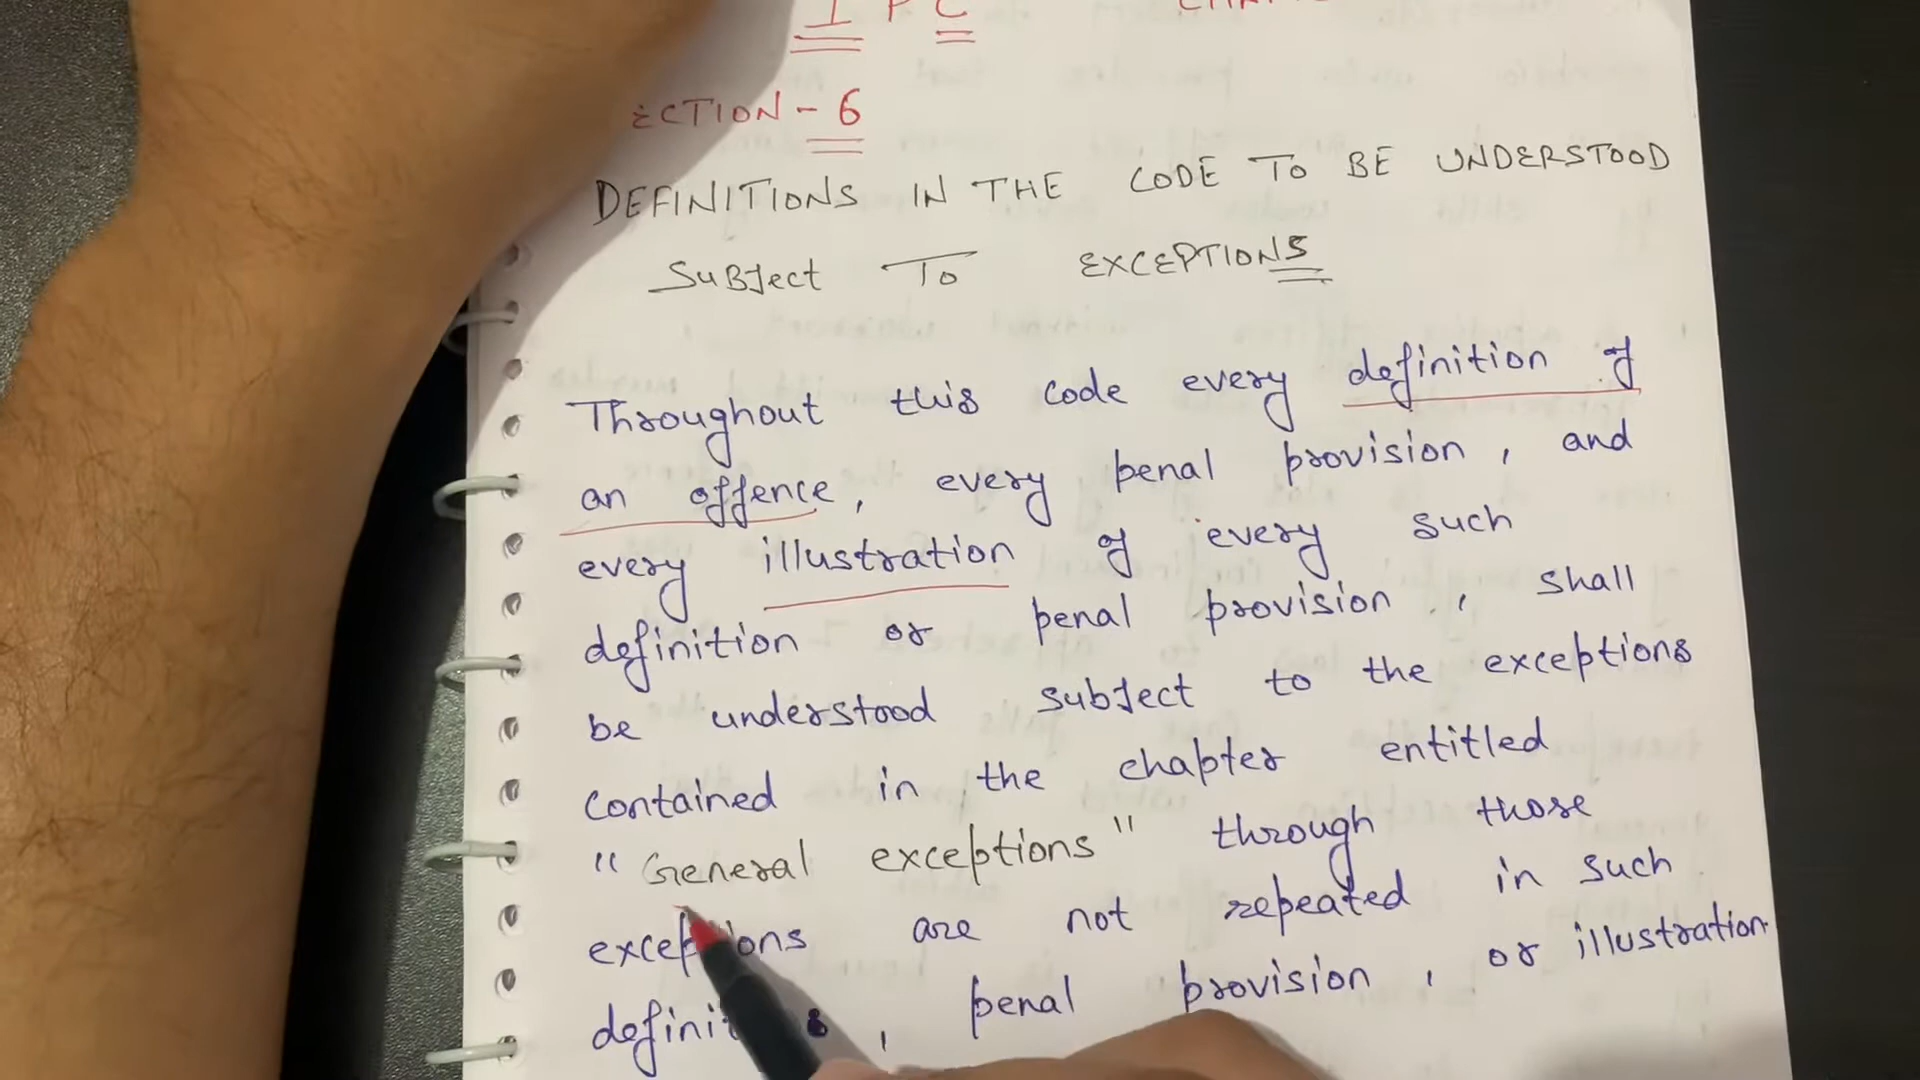 I P C
ECTION - 6
DEFINITIONS IN THE CODE TO BE UNDERSTOOD
SUBJECT TO EXCEPTIONS
Throughout this code every definition of
an offence, every penal provision, and
every illustration of every such
definition or penal provision, shall
be understood subject to the exceptions
contained in the chapter entitled
"General exceptions" through those
exceptions are not repeated in such
, penal provision, or illustration